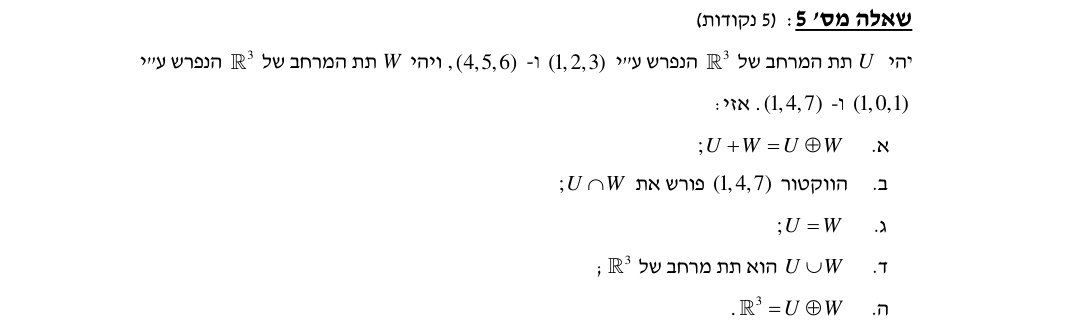 שאלה מס' 5 : (5 נקודות)
יהי U תת המרחב של ℝ³ הנפרש ע"י (1,2,3) ו- (4,5,6), ויהי W תת המרחב של ℝ³ הנפרש ע"י
(1,0,1) ו- (1,4,7). אזי :
א. U + W = U ⊕ W ;
ב. הווקטור (1,4,7) פורש את U ∩ W ;
ג. U = W ;
ד. U ∪ W הוא תת מרחב של ℝ³ ;
ה. ℝ³ = U ⊕ W .